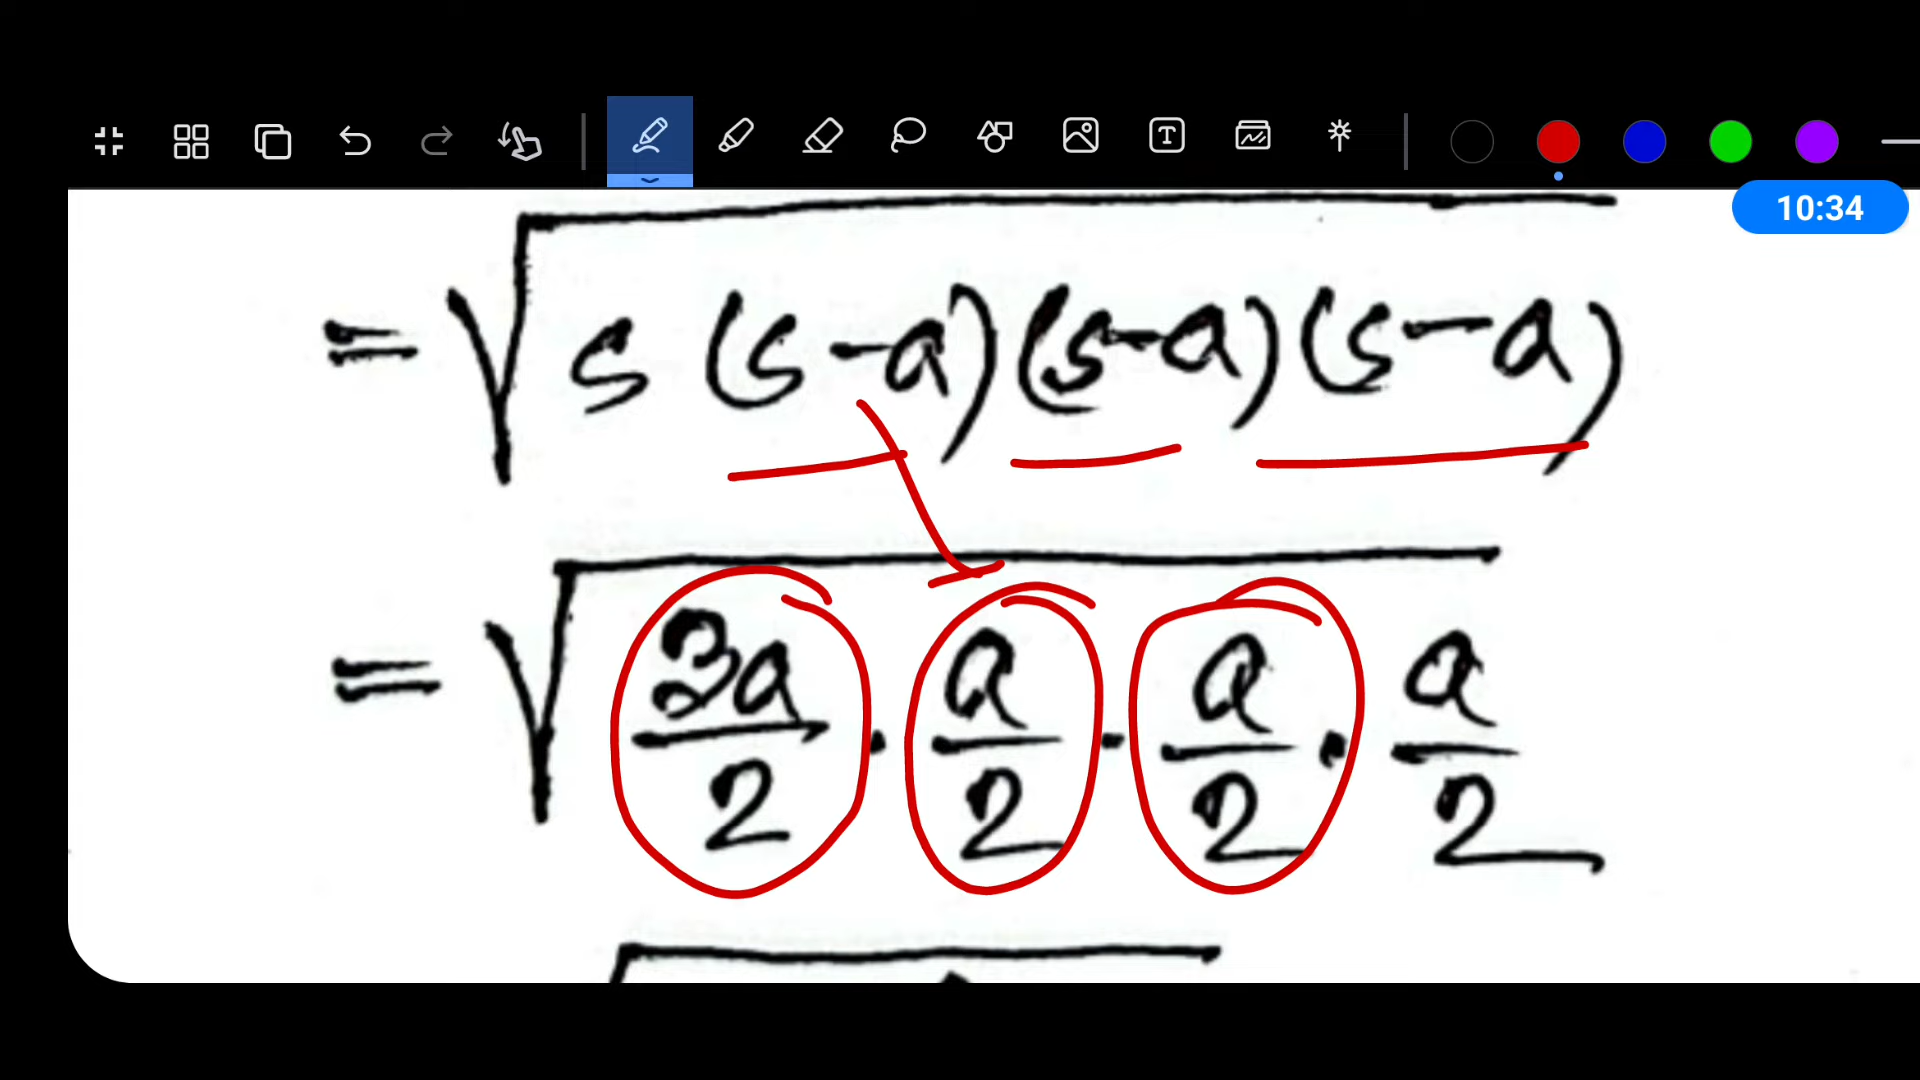 10:34
= √s (s-a)(s-a)(s-a)
= √3a/2 · a/2 · a/2 · a/2